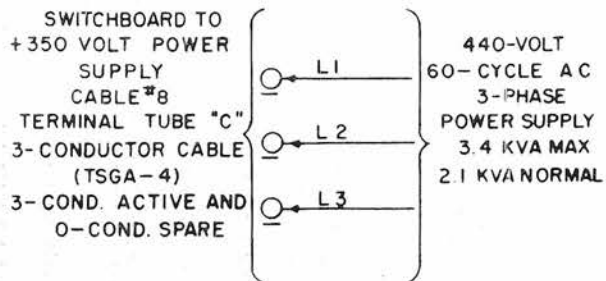 SWITCHBOARD TO
+350 VOLT POWER
SUPPLY
CABLE #8
TERMINAL TUBE "C"
3-CONDUCTOR CABLE
(TSGA-4)
3-COND. ACTIVE AND
0-COND. SPARE
L1
L2
L3
440-VOLT
60-CYCLE AC
3-PHASE
POWER SUPPLY
3.4 KVA MAX
2.1 KVA NORMAL